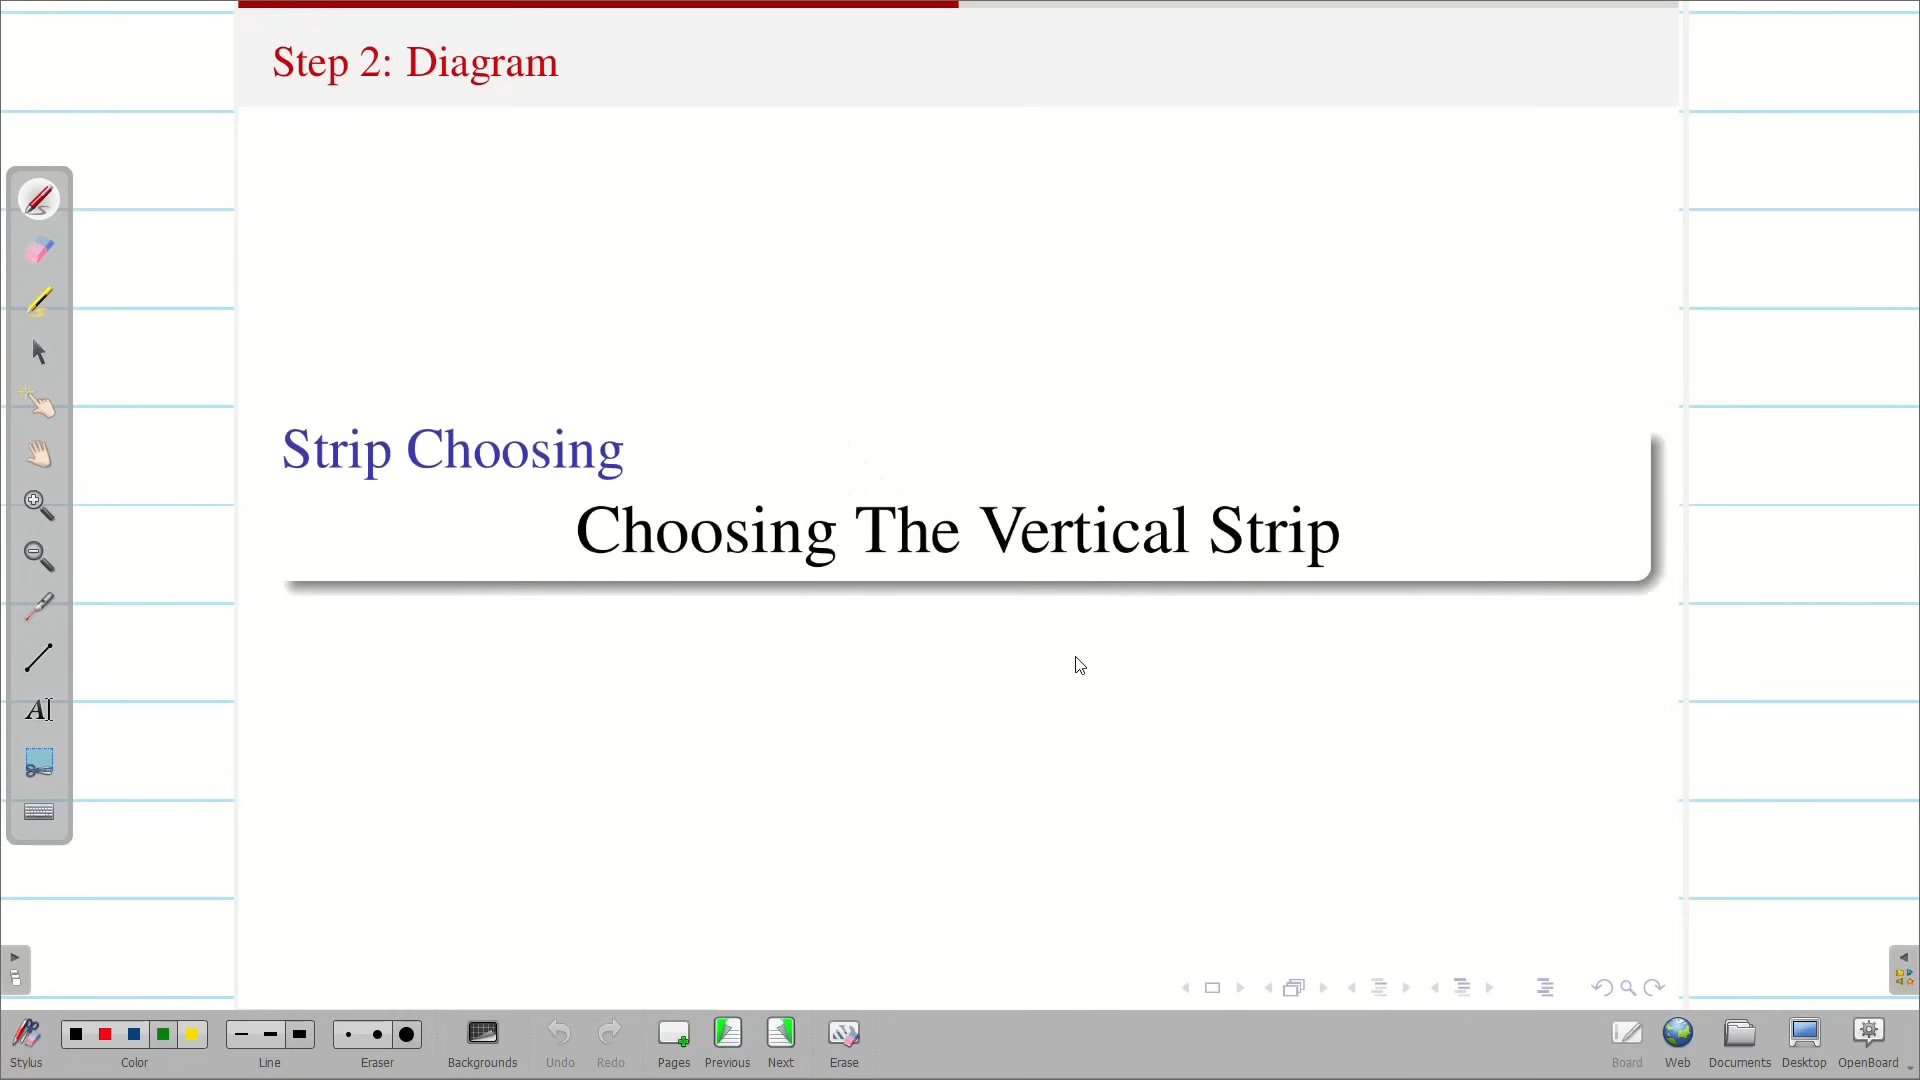 Step 2: Diagram
Strip Choosing
Choosing The Vertical Strip
Stylus
Color
Line
Eraser
Backgrounds
Undo
Redo
Pages
Previous
Next
Erase
Board
Web
Documents
Desktop
OpenBoard